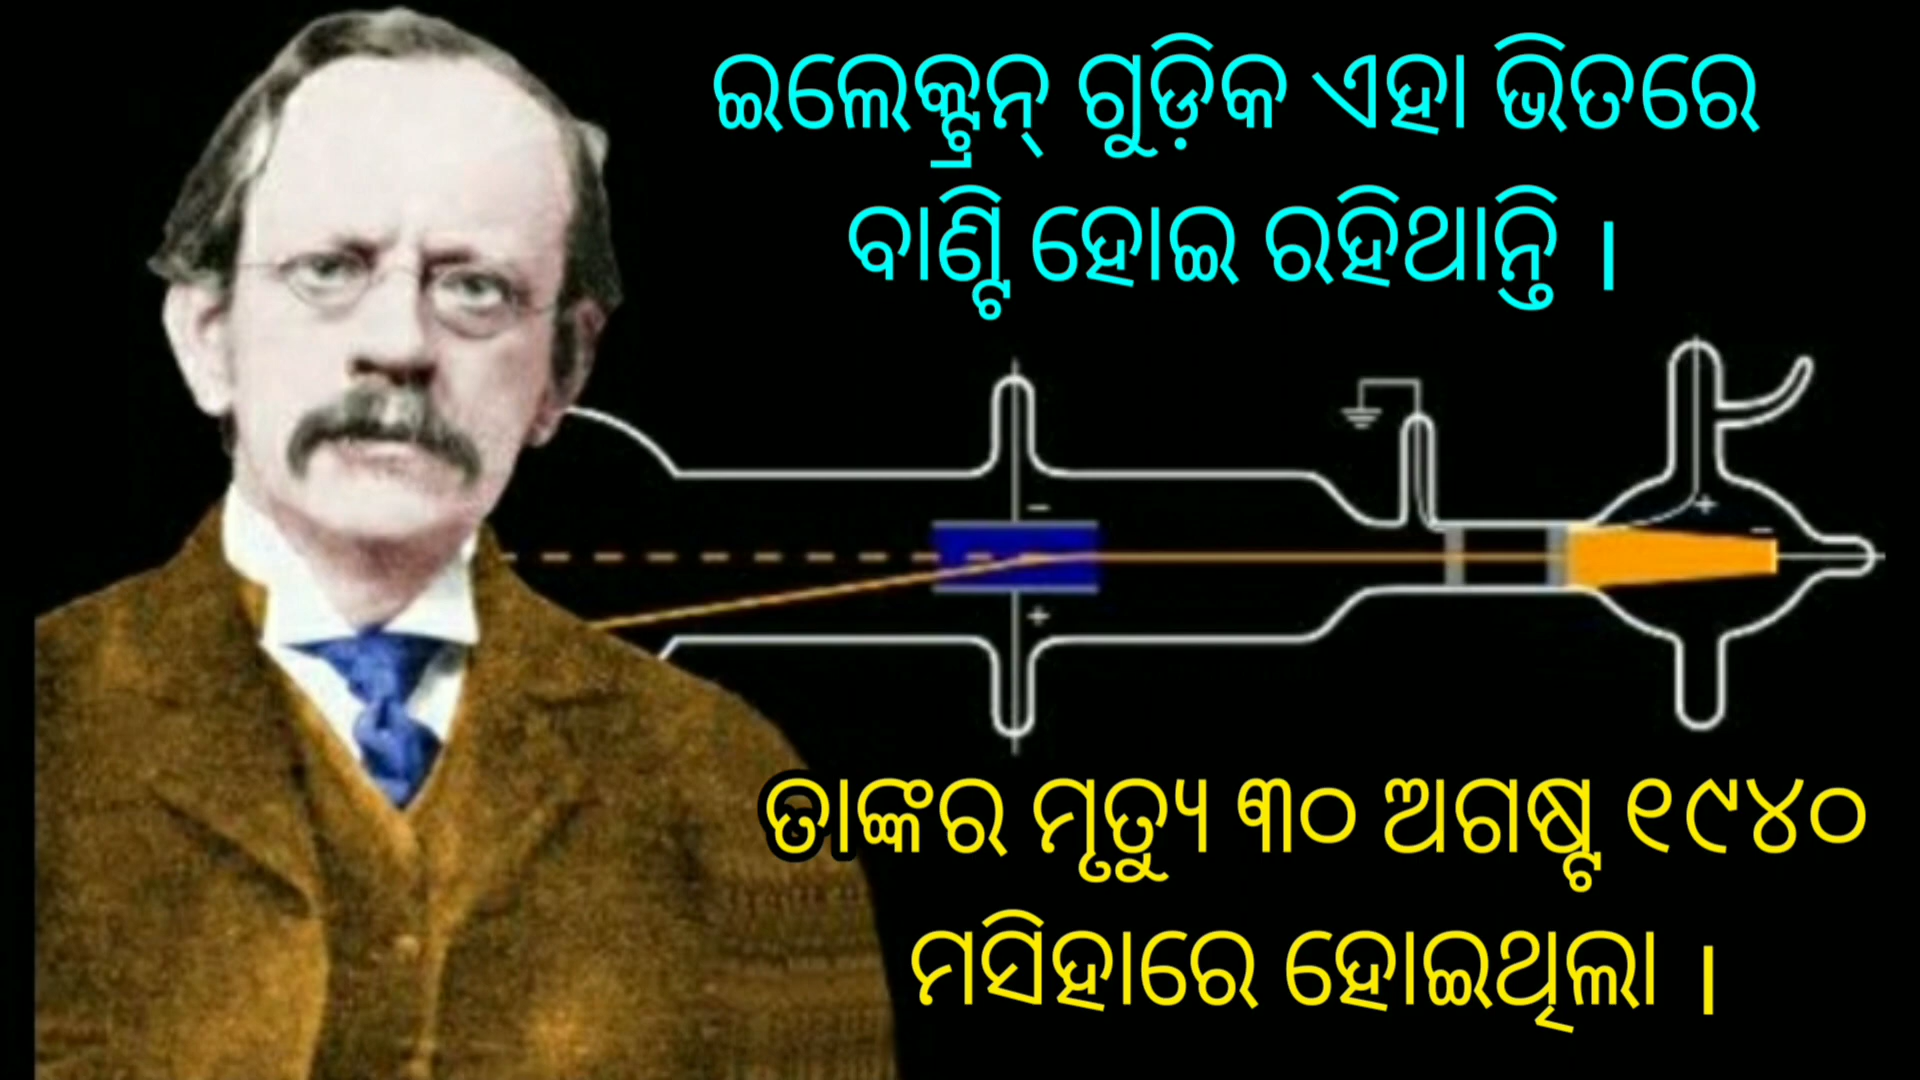 ଇଲେକ୍ଟ୍ରନ୍ ଗୁଡ଼ିକ ଏହା ଭିତରେ
ବାଣ୍ଟି ହୋଇ ରହିଥାନ୍ତି ।
–
+
+
–
ତାଙ୍କର ମୃତ୍ୟୁ ୩୦ ଅଗଷ୍ଟ ୧୯୪୦
ମସିହାରେ ହୋଇଥିଲା ।